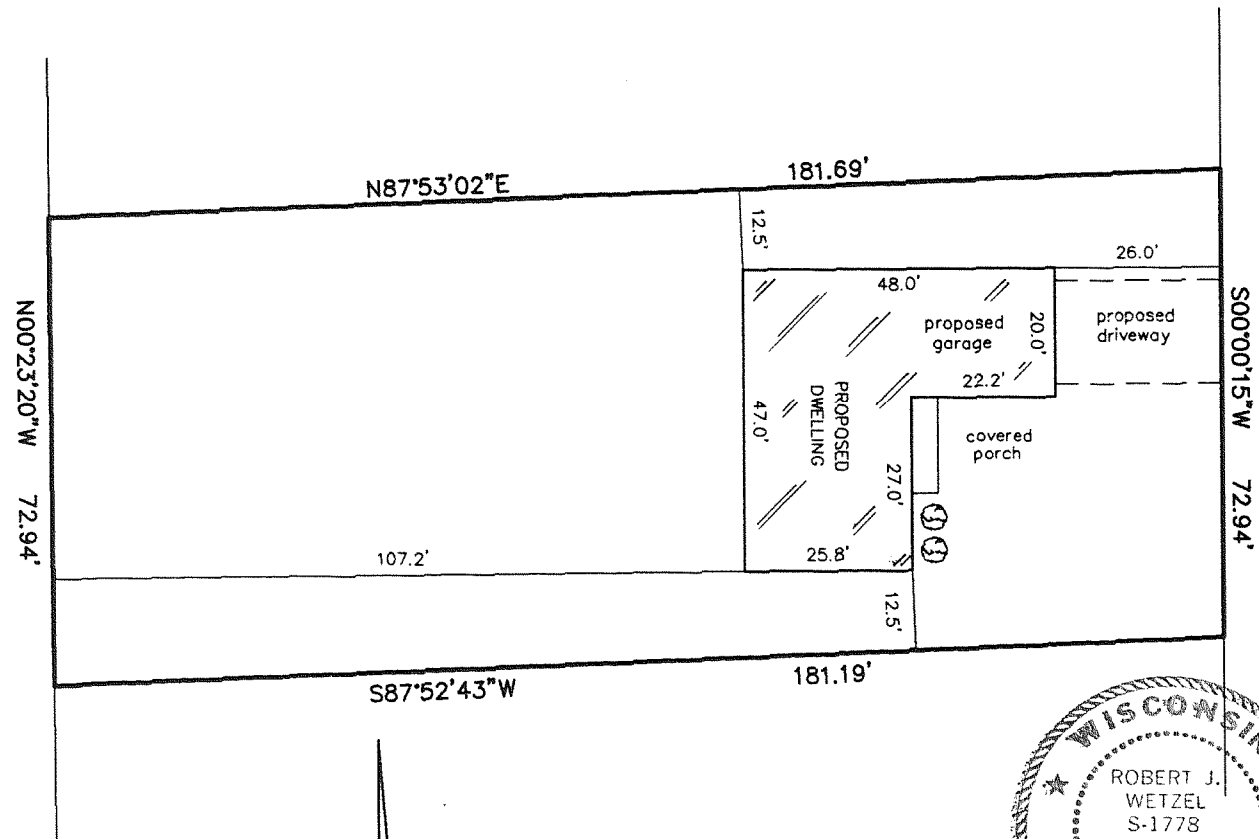 N87°53'02"E
181.69'
12.5'
26.0'
48.0'
proposed
garage
20.0'
proposed
driveway
N00°23'20"W 72.94'
S00°00'15"W 72.94'
22.2'
47.0'
PROPOSED
DWELLING
covered
porch
27.0'
107.2'
25.8'
12.5'
S87°52'43"W
181.19'
WISCONSIN
ROBERT J.
WETZEL
S-1778